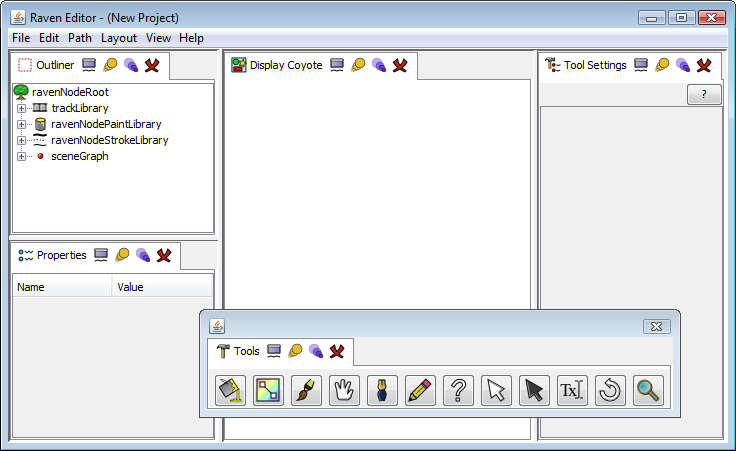 Raven Editor - (New Project)
File Edit Path Layout View Help
Outliner
Display Coyote
Tool Settings
ravenNodeRoot
trackLibrary
ravenNodePaintLibrary
ravenNodeStrokeLibrary
sceneGraph
?
Properties
Name Value
Tools
? Tx